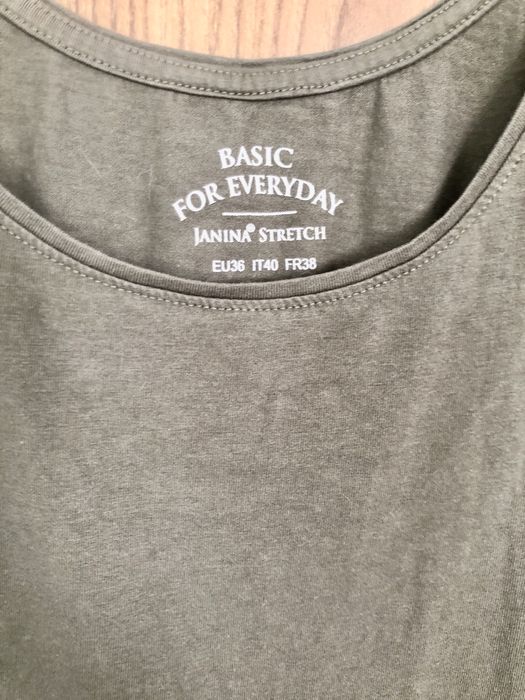 BASIC
FOR EVERYDAY
JANINA® STRETCH
EU36 IT40 FR38